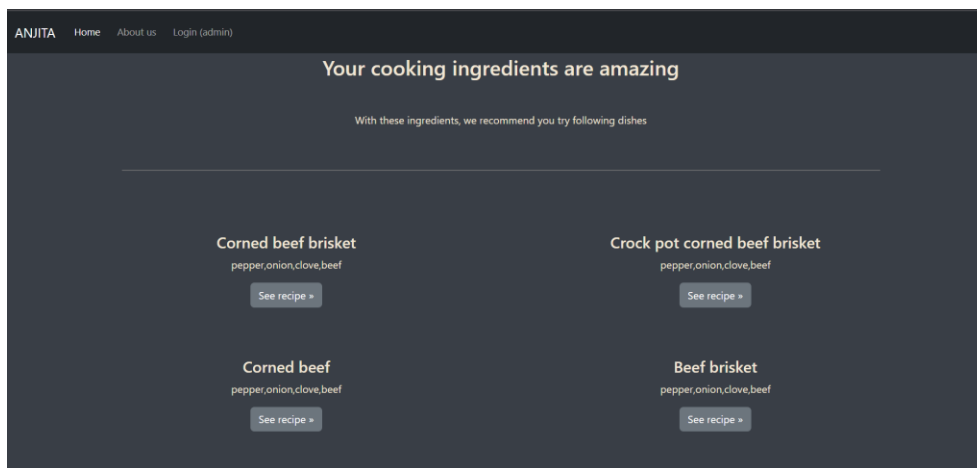 ANJITA Home About us Login (admin)
Your cooking ingredients are amazing
With these ingredients, we recommend you try following dishes
Corned beef brisket
pepper,onion,clove,beef
See recipe »
Crock pot corned beef brisket
pepper,onion,clove,beef
See recipe »
Corned beef
pepper,onion,clove,beef
See recipe »
Beef brisket
pepper,onion,clove,beef
See recipe »